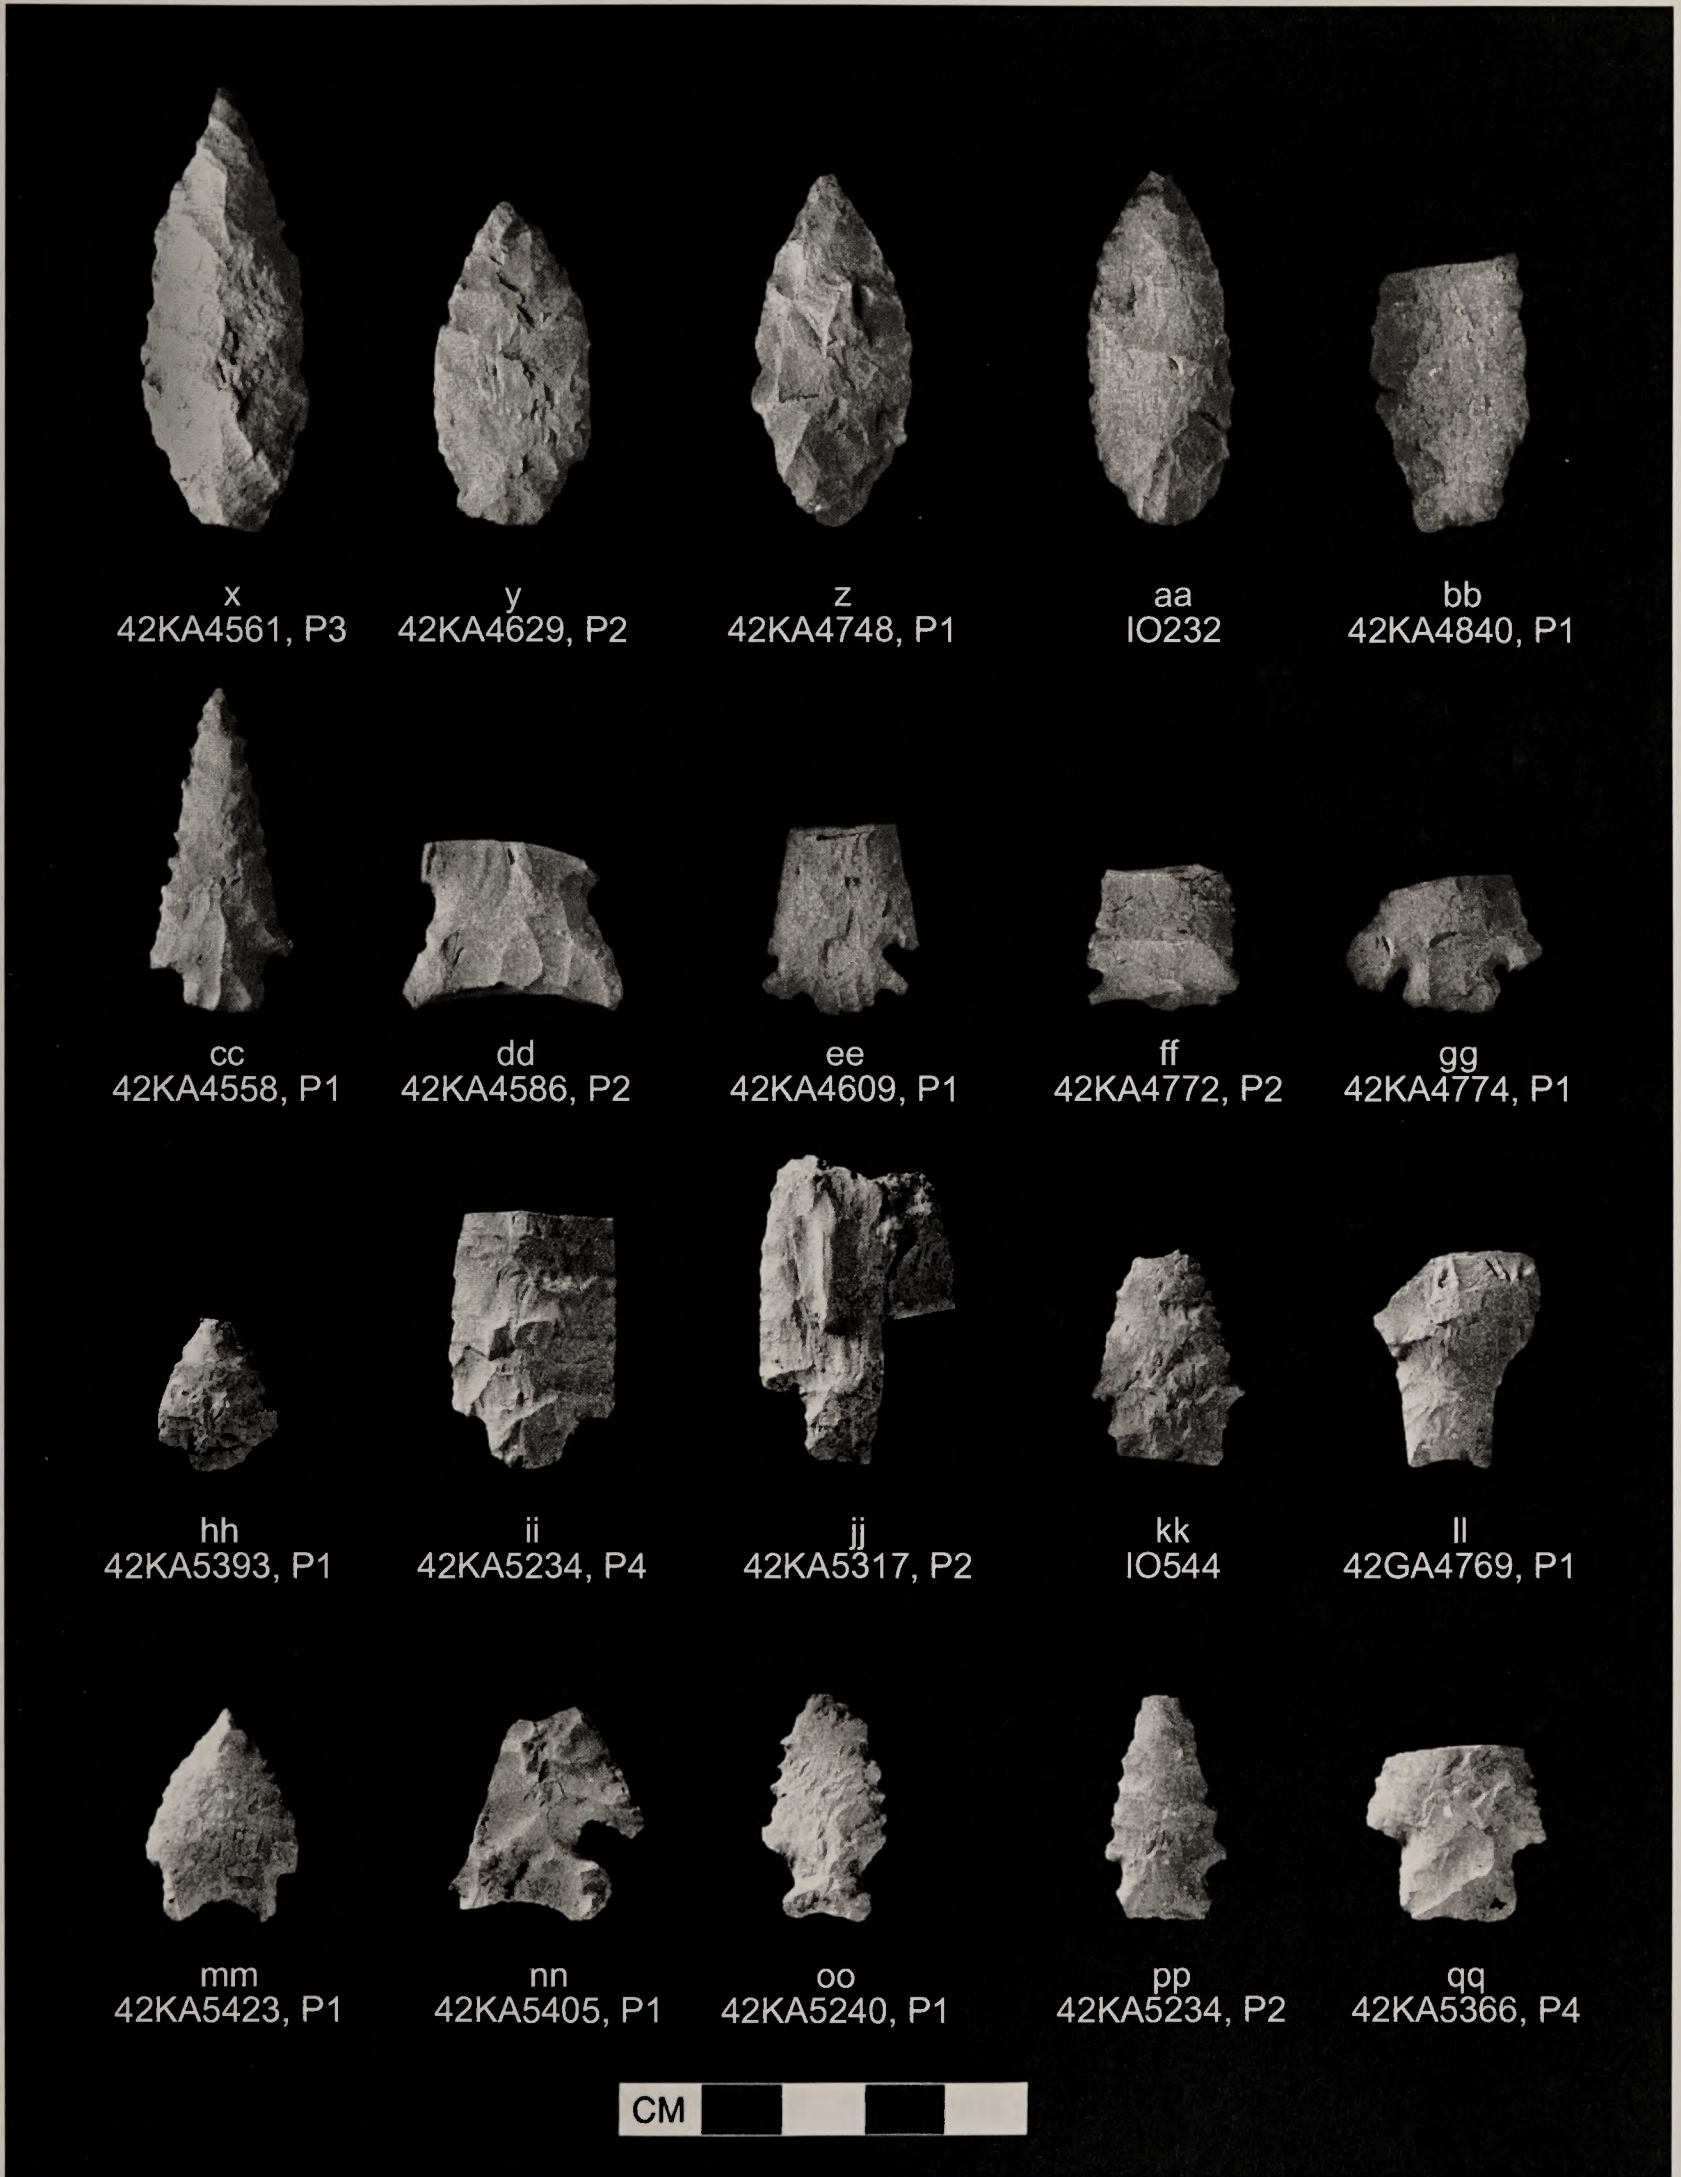 x
42KA4561, P3
y
42KA4629, P2
z
42KA4748, P1
aa
IO232
bb
42KA4840, P1
cc
42KA4558, P1
dd
42KA4586, P2
ee
42KA4609, P1
ff
42KA4772, P2
gg
42KA4774, P1
hh
42KA5393, P1
ii
42KA5234, P4
jj
42KA5317, P2
kk
IO544
ll
42GA4769, P1
mm
42KA5423, P1
nn
42KA5405, P1
oo
42KA5240, P1
pp
42KA5234, P2
qq
42KA5366, P4
CM